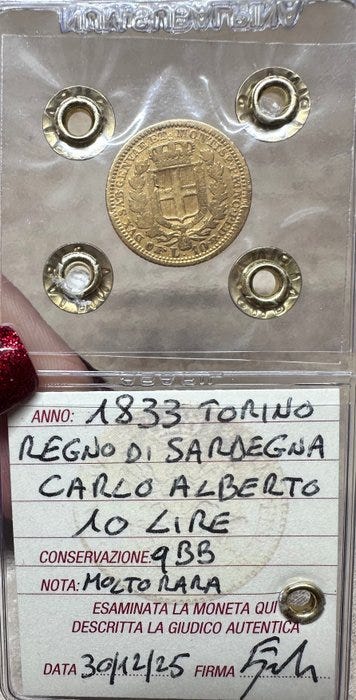 L. 10
ANNO: 1833 TORINO
REGNO DI SARDEGNA
CARLO ALBERTO
10 LIRE
CONSERVAZIONE: qBB
NOTA: MOLTO RARA
ESAMINATA LA MONETA QUI
DESCRITTA LA GIUDICO AUTENTICA
DATA 30/12/25 FIRMA